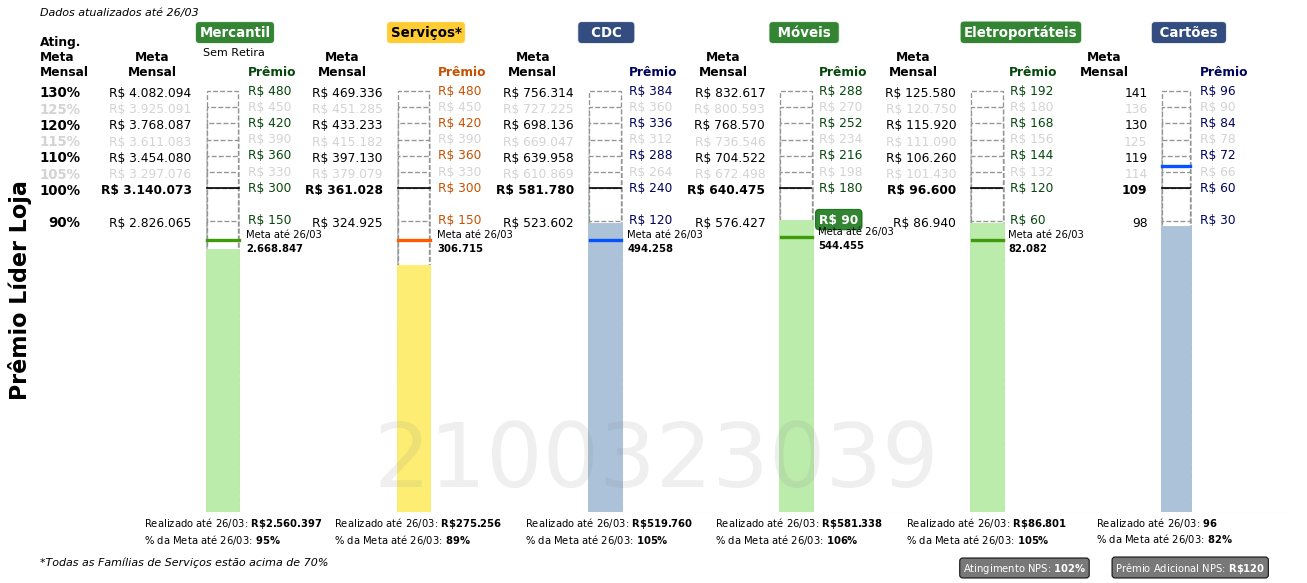 Dados atualizados até 26/03
Mercantil Serviços* CDC Móveis Eletroportáteis Cartões
Sem Retira
Ating. Meta Mensal Meta Mensal Prêmio Meta Mensal Prêmio Meta Mensal Prêmio Meta Mensal Prêmio Meta Mensal Prêmio Meta Mensal Prêmio
130% R$ 4.082.094 R$ 480 R$ 469.336 R$ 480 R$ 756.314 R$ 384 R$ 832.617 R$ 288 R$ 125.580 R$ 192 141 R$ 96
125% R$ 3.925.091 R$ 450 R$ 451.285 R$ 450 R$ 727.225 R$ 360 R$ 800.593 R$ 270 R$ 120.750 R$ 180 136 R$ 90
120% R$ 3.768.087 R$ 420 R$ 433.233 R$ 420 R$ 698.136 R$ 336 R$ 768.570 R$ 252 R$ 115.920 R$ 168 130 R$ 84
115% R$ 3.611.083 R$ 390 R$ 415.182 R$ 390 R$ 669.047 R$ 312 R$ 736.546 R$ 234 R$ 111.090 R$ 156 125 R$ 78
110% R$ 3.454.080 R$ 360 R$ 397.130 R$ 360 R$ 639.958 R$ 288 R$ 704.522 R$ 216 R$ 106.260 R$ 144 119 R$ 72
105% R$ 3.297.076 R$ 330 R$ 379.079 R$ 330 R$ 610.869 R$ 264 R$ 672.498 R$ 198 R$ 101.430 R$ 132 114 R$ 66
100% R$ 3.140.073 R$ 300 R$ 361.028 R$ 300 R$ 581.780 R$ 240 R$ 640.475 R$ 180 R$ 96.600 R$ 120 109 R$ 60
90% R$ 2.826.065 R$ 150 R$ 324.925 R$ 150 R$ 523.602 R$ 120 R$ 576.427 R$ 90 R$ 86.940 R$ 60 98 R$ 30
Meta até 26/03 Meta até 26/03 Meta até 26/03 Meta até 26/03 Meta até 26/03
2.668.847 306.715 494.258 544.455 82.082
Prêmio Líder Loja
2100323039
Realizado até 26/03: R$2.560.397 Realizado até 26/03: R$275.256 Realizado até 26/03: R$519.760 Realizado até 26/03: R$581.338 Realizado até 26/03: R$86.801 Realizado até 26/03: 96
% da Meta até 26/03: 95% % da Meta até 26/03: 89% % da Meta até 26/03: 105% % da Meta até 26/03: 106% % da Meta até 26/03: 105% % da Meta até 26/03: 82%
*Todas as Famílias de Serviços estão acima de 70%
Atingimento NPS: 102% Prêmio Adicional NPS: R$120